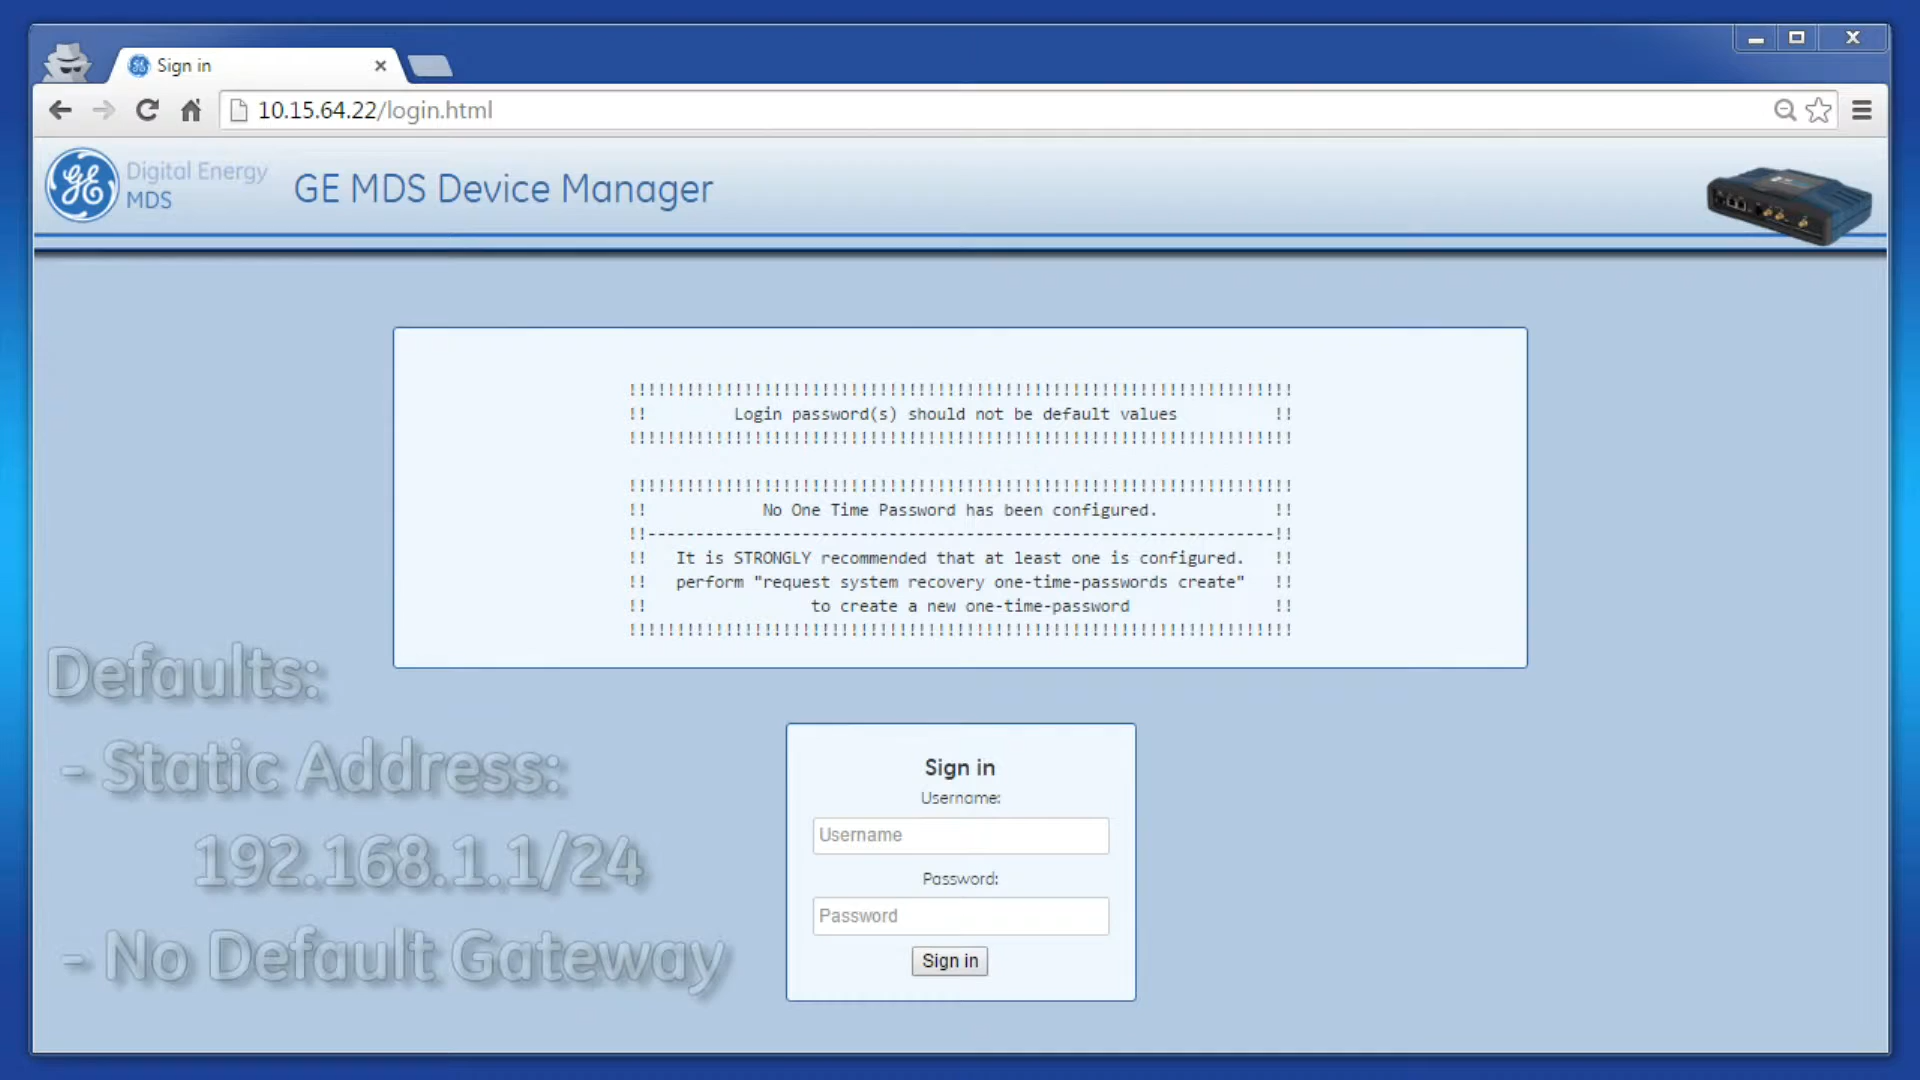 Sign in
10.15.64.22/login.html
GE
Digital Energy
MDS
GE MDS Device Manager
!!!!!!!!!!!!!!!!!!!!!!!!!!!!!!!!!!!!!!!!!!!!!!!!!!!!!!!!!!!!!!!!!!!!!
!! Login password(s) should not be default values !!
!!!!!!!!!!!!!!!!!!!!!!!!!!!!!!!!!!!!!!!!!!!!!!!!!!!!!!!!!!!!!!!!!!!!!
!!!!!!!!!!!!!!!!!!!!!!!!!!!!!!!!!!!!!!!!!!!!!!!!!!!!!!!!!!!!!!!!!!!!!
!! No One Time Password has been configured. !!
!!-----------------------------------------------------------------!!
!! It is STRONGLY recommended that at least one is configured. !!
!! perform "request system recovery one-time-passwords create" !!
!! to create a new one-time-password !!
!!!!!!!!!!!!!!!!!!!!!!!!!!!!!!!!!!!!!!!!!!!!!!!!!!!!!!!!!!!!!!!!!!!!!
Defaults:
- Static Address:
192.168.1.1/24
- No Default Gateway
Sign in
Username:
Username
Password:
Password
Sign in